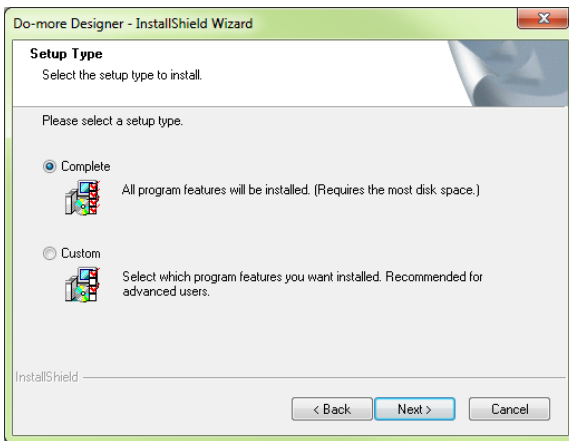 Do-more Designer - InstallShield Wizard
Setup Type
Select the setup type to install.
Please select a setup type.
Complete
All program features will be installed. (Requires the most disk space.)
Custom
Select which program features you want installed. Recommended for
advanced users.
InstallShield
< Back
Next >
Cancel